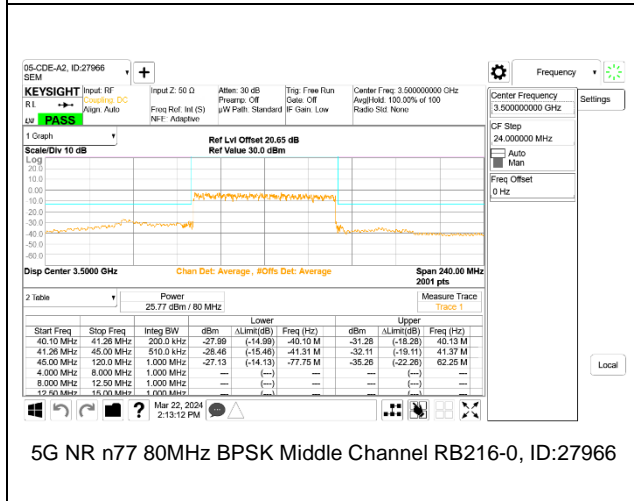 05-CDE-A2, ID:27966
SEM
Frequency
KEYSIGHT Input: RF Input Z: 50 Ω Atten: 30 dB Trig: Free Run Center Freq: 3.500000000 GHz
RL Coupling: DC Preamp: Off Gate: Off Avg|Hold: 100.00% of 100
Align: Auto Freq Ref: Int (S) µW Path: Standard IF Gain: Low Radio Std: None
NFE: Adaptive
PASS
Center Frequency
3.500000000 GHz
Settings
CF Step
24.000000 MHz
Auto
Man
Freq Offset
0 Hz
1 Graph
Scale/Div 10 dB
Ref Lvl Offset 20.65 dB
Ref Value 30.0 dBm
Log
20.0
10.0
0.00
-10.0
-20.0
-30.0
-40.0
-50.0
-60.0
Disp Center 3.5000 GHz Chan Det: Average , #Offs Det: Average Span 240.00 MHz
2001 pts
2 Table
Power
25.77 dBm / 80 MHz
Measure Trace
Trace 1
Lower Upper
Start Freq Stop Freq Integ BW dBm ΔLimit(dB) Freq (Hz) dBm ΔLimit(dB) Freq (Hz)
40.10 MHz 41.26 MHz 200.0 kHz -27.99 (-14.99) -40.10 M -31.28 (-18.28) 40.13 M
41.26 MHz 45.00 MHz 510.0 kHz -28.46 (-15.46) -41.31 M -32.11 (-19.11) 41.37 M
45.00 MHz 120.0 MHz 1.000 MHz -27.13 (-14.13) -77.75 M -35.26 (-22.26) 62.25 M
4.000 MHz 8.000 MHz 1.000 MHz --- (---) --- (---)
8.000 MHz 12.50 MHz 1.000 MHz --- (---) --- (---)
12.50 MHz 15.00 MHz 1.000 MHz --- (---) --- (---)
Local
Mar 22, 2024
2:13:12 PM
5G NR n77 80MHz BPSK Middle Channel RB216-0, ID:27966